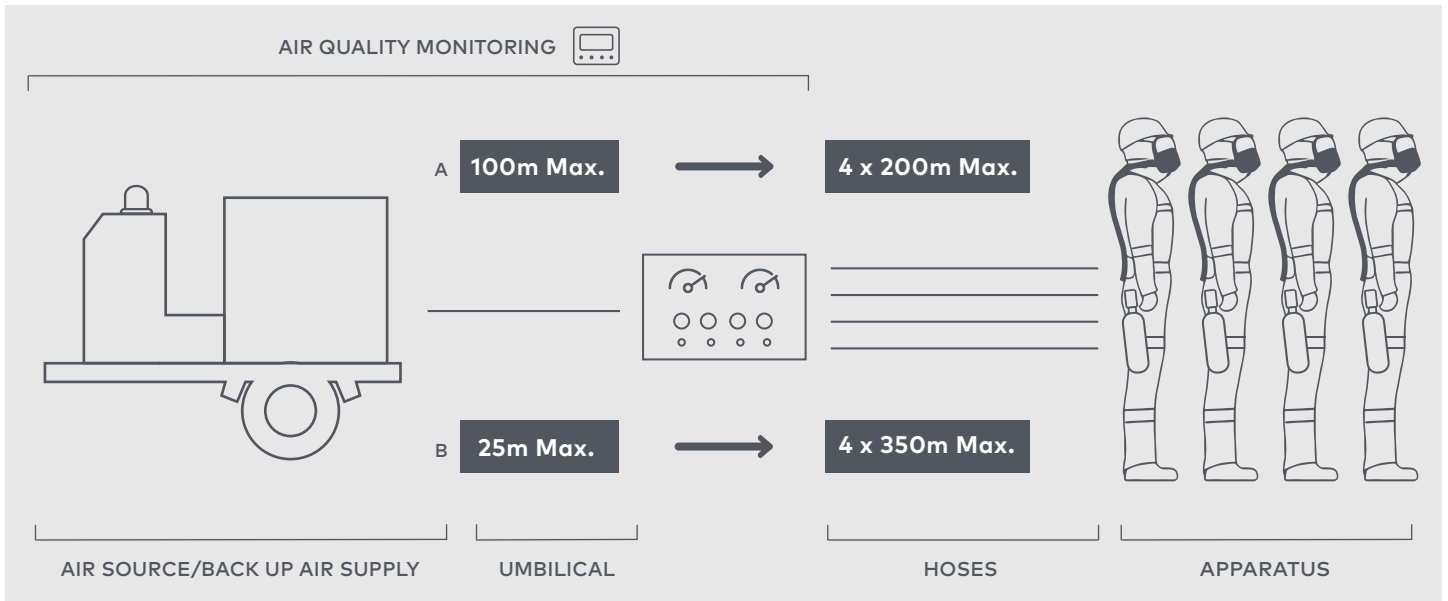 AIR QUALITY MONITORING
A
100m Max.
4 x 200m Max.
B
25m Max.
4 x 350m Max.
AIR SOURCE/BACK UP AIR SUPPLY
UMBILICAL
HOSES
APPARATUS